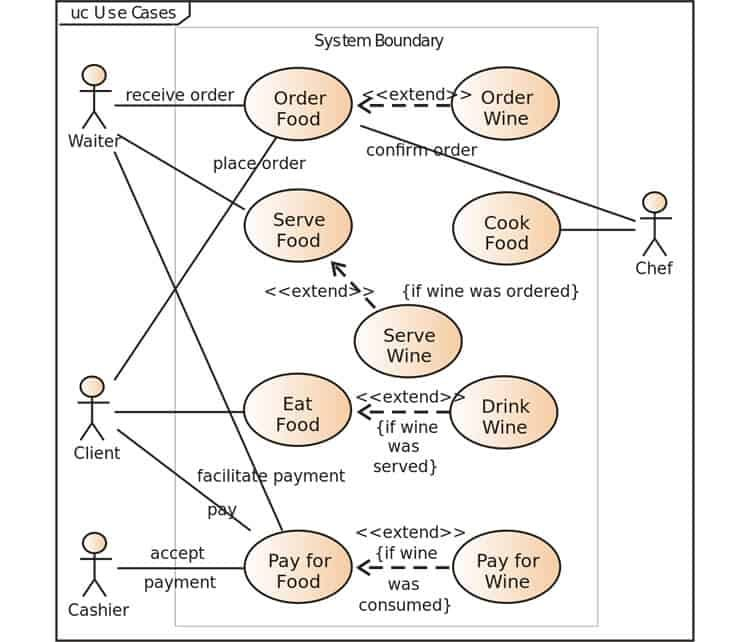 uc Use Cases
System Boundary
receive order
Order
Food
<<extend>>
Order
Wine
Waiter
place order
confirm order
Serve
Food
Cook
Food
Chef
<<extend>>
{if wine was ordered}
Serve
Wine
Client
Eat
Food
<<extend>>
{if wine
was
served}
Drink
Wine
facilitate payment
pay
Cashier
accept
payment
Pay for
Food
<<extend>>
{if wine
was
consumed}
Pay for
Wine